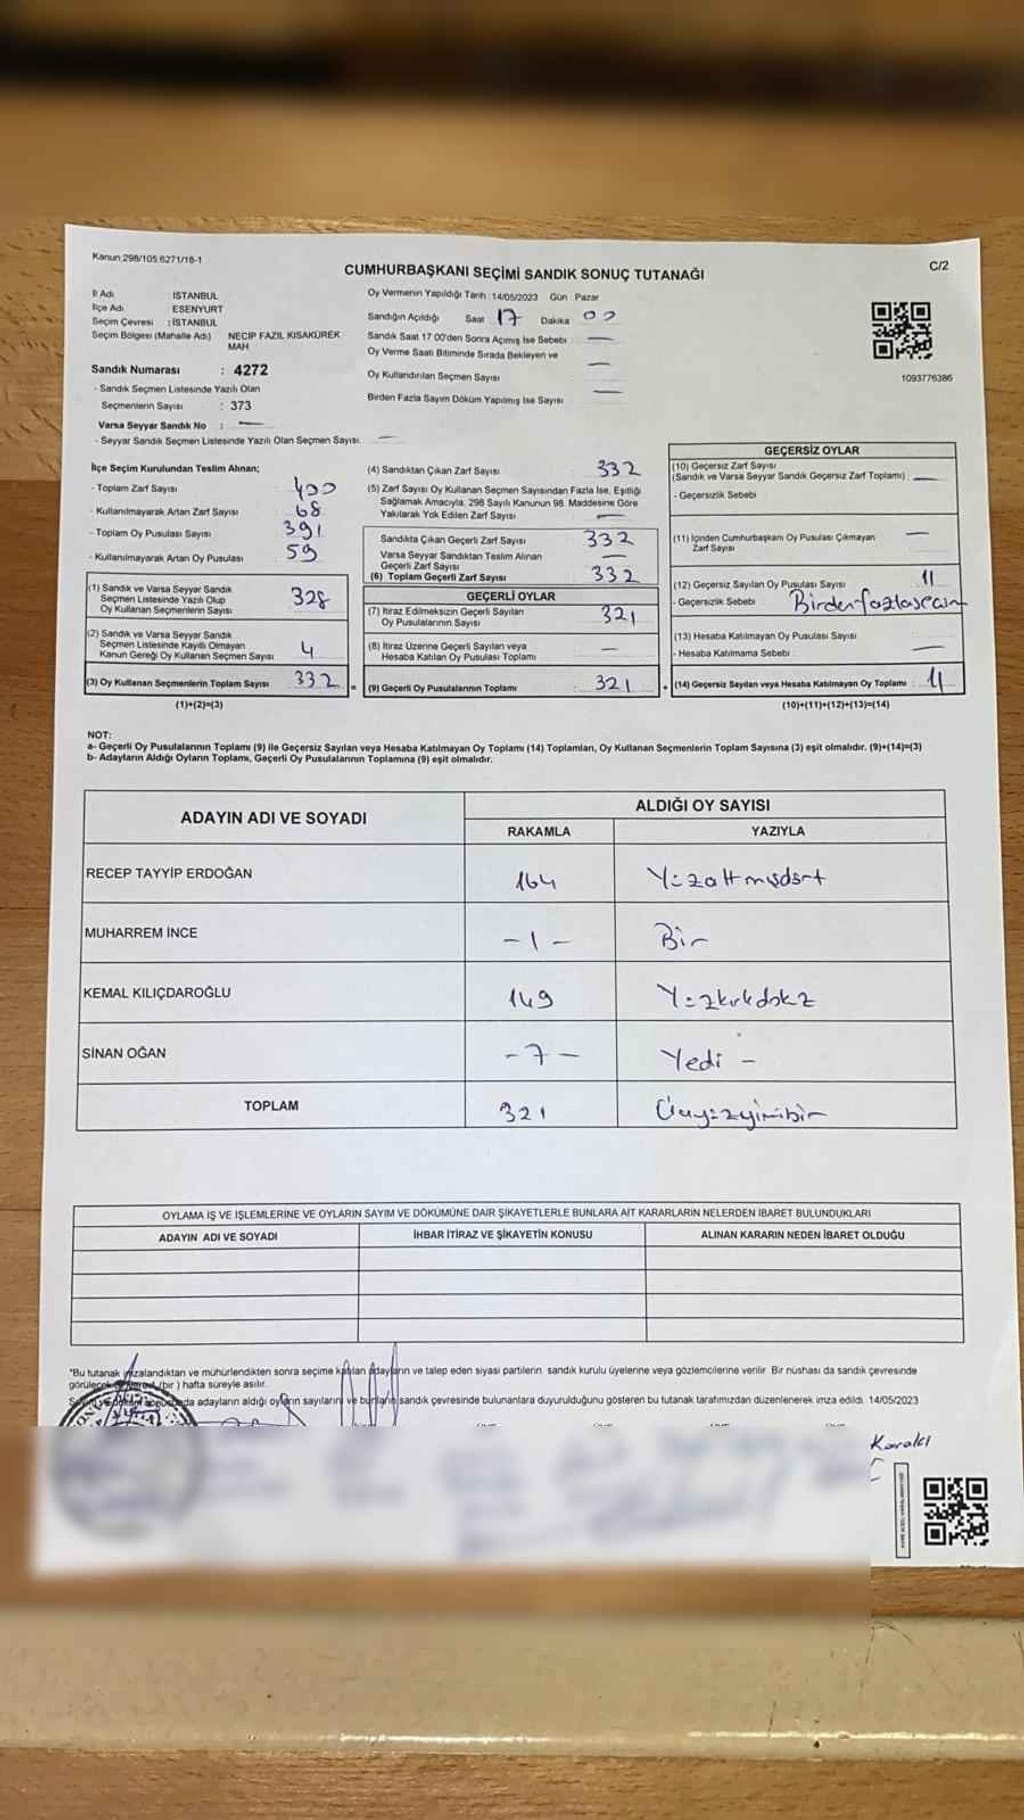 Kanun:298/105 6271/18-1
C/2
CUMHURBAŞKANI SEÇİMİ SANDIK SONUÇ TUTANAĞI
İl Adı İSTANBUL
İlçe Adı ESENYURT
Seçim Çevresi : İSTANBUL
Seçim Bölgesi (Mahalle Adı) NECİP FAZIL KISAKÜREK MAH
Sandık Numarası : 4272
- Sandık Seçmen Listesinde Yazılı Olan
Seçmenlerin Sayısı : 373
Varsa Seyyar Sandık No : —
- Seyyar Sandık Seçmen Listesinde Yazılı Olan Seçmen Sayısı —
Oy Vermenin Yapıldığı Tarih :14/05/2023 Gün : Pazar
Sandığın Açıldığı Saat 17 Dakika 00
Sandık Saat 17 00'den Sonra Açılmış İse Sebebi —
Oy Verme Saati Bitiminde Sırada Bekleyen ve
Oy Kullandırılan Seçmen Sayısı —
Birden Fazla Sayım Döküm Yapılmış İse Sayısı —
1093776386
İlçe Seçim Kurulundan Teslim Alınan;
- Toplam Zarf Sayısı 400
- Kullanılmayarak Artan Zarf Sayısı 68
- Toplam Oy Pusulası Sayısı 391
- Kullanılmayarak Artan Oy Pusulası 59
(1) Sandık ve Varsa Seyyar Sandık
Seçmen Listesinde Yazılı Olup
Oy Kullanan Seçmenlerin Sayısı 328
(2) Sandık ve Varsa Seyyar Sandık
Seçmen Listesinde Kayıtlı Olmayan
Kanun Gereği Oy Kullanan Seçmen Sayısı 4
(3) Oy Kullanan Seçmenlerin Toplam Sayısı 332 =
(1)+(2)=(3)
(4) Sandıktan Çıkan Zarf Sayısı 332
(5) Zarf Sayısı Oy Kullanan Seçmen Sayısından Fazla İse, Eşitliği
Sağlamak Amacıyla, 298 Sayılı Kanunun 98. Maddesine Göre
Yakılarak Yok Edilen Zarf Sayısı —
Sandıkta Çıkan Geçerli Zarf Sayısı 332
Varsa Seyyar Sandıktan Teslim Alınan
Geçerli Zarf Sayısı —
(6) Toplam Geçerli Zarf Sayısı 332
GEÇERLİ OYLAR
(7) İtiraz Edilmeksizin Geçerli Sayılan
Oy Pusulalarının Sayısı 321
(8) İtiraz Üzerine Geçerli Sayılan veya
Hesaba Katılan Oy Pusulası Toplamı —
(9) Geçerli Oy Pusulalarının Toplamı : 321 +
GEÇERSİZ OYLAR
(10) Geçersiz Zarf Sayısı
(Sandık ve Varsa Seyyar Sandık Geçersiz Zarf Toplamı) —
- Geçersizlik Sebebi
(11) İçinden Cumhurbaşkanı Oy Pusulası Çıkmayan
Zarf Sayısı —
(12) Geçersiz Sayılan Oy Pusulası Sayısı 11
- Geçersizlik Sebebi : Birden fazla seçim
(13) Hesaba Katılmayan Oy Pusulası Sayısı
- Hesaba Katılmama Sebebi —
(14) Geçersiz Sayılan veya Hesaba Katılmayan Oy Toplamı : 11
(10)+(11)+(12)+(13)=(14)
NOT:
a- Geçerli Oy Pusulalarının Toplamı (9) ile Geçersiz Sayılan veya Hesaba Katılmayan Oy Toplamı (14) Toplamları, Oy Kullanan Seçmenlerin Toplam Sayısına (3) eşit olmalıdır. (9)+(14)=(3)
b- Adayların Aldığı Oyların Toplamı, Geçerli Oy Pusulalarının Toplamına (9) eşit olmalıdır.
ADAYIN ADI VE SOYADI ALDIĞI OY SAYISI
RAKAMLA YAZIYLA
RECEP TAYYİP ERDOĞAN 164 Yüzaltmışdört
MUHARREM İNCE -1- Bir
KEMAL KILIÇDAROĞLU 149 Yüzkırkdokz
SİNAN OĞAN -7- Yedi -
TOPLAM 321 Üçyüzyirmibir
OYLAMA İŞ VE İŞLEMLERİNE VE OYLARIN SAYIM VE DÖKÜMÜNE DAİR ŞİKAYETLERLE BUNLARA AİT KARARLARIN NELERDEN İBARET BULUNDUKLARI
ADAYIN ADI VE SOYADI İHBAR İTİRAZ VE ŞİKAYETİN KONUSU ALINAN KARARIN NEDEN İBARET OLDUĞU
*Bu tutanak imzalandıktan ve mühürlendikten sonra seçime katılan adayların ve talep eden siyasi partilerin sandık kurulu üyelerine veya gözlemcilerine verilir. Bir nüshası da sandık çevresinde
(bir) hafta süreyle asılır.
adayların aldığı oyların sayılarını ve bunların sandık çevresinde bulunanlara duyurulduğunu gösteren bu tutanak tarafımızdan düzenlenerek imza edildi. 14/05/2023